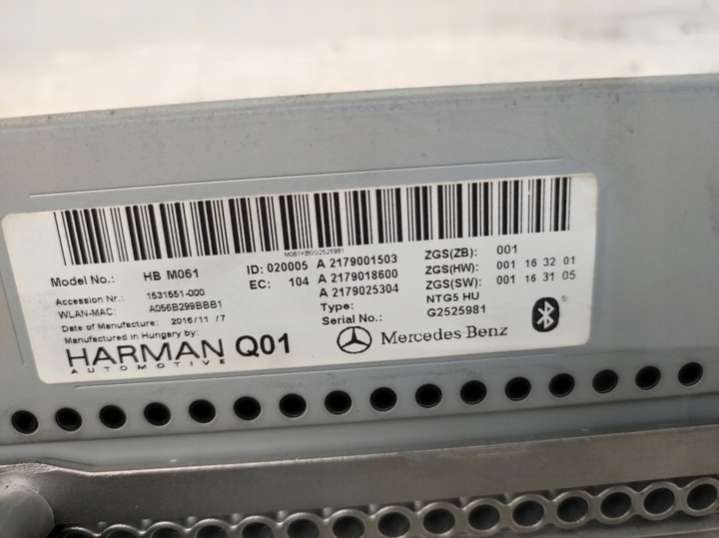 M061HBG02525981
Model No.: HB M061 ID: 020005 A 2179001503 ZGS(ZB): 001
EC: 104 A 2179018600 ZGS(HW): 001 16 32 01
Accession Nr.: 1531551-000 A 2179025304 ZGS(SW): 001 16 31 05
WLAN-MAC: A056B299BBB1 Type: NTG5 HU
Date of Manufacture: 2016/11 /7 Serial No.: G2525981
Manufactured in Hungary by:
HARMAN Q01 Mercedes-Benz
AUTOMOTIVE